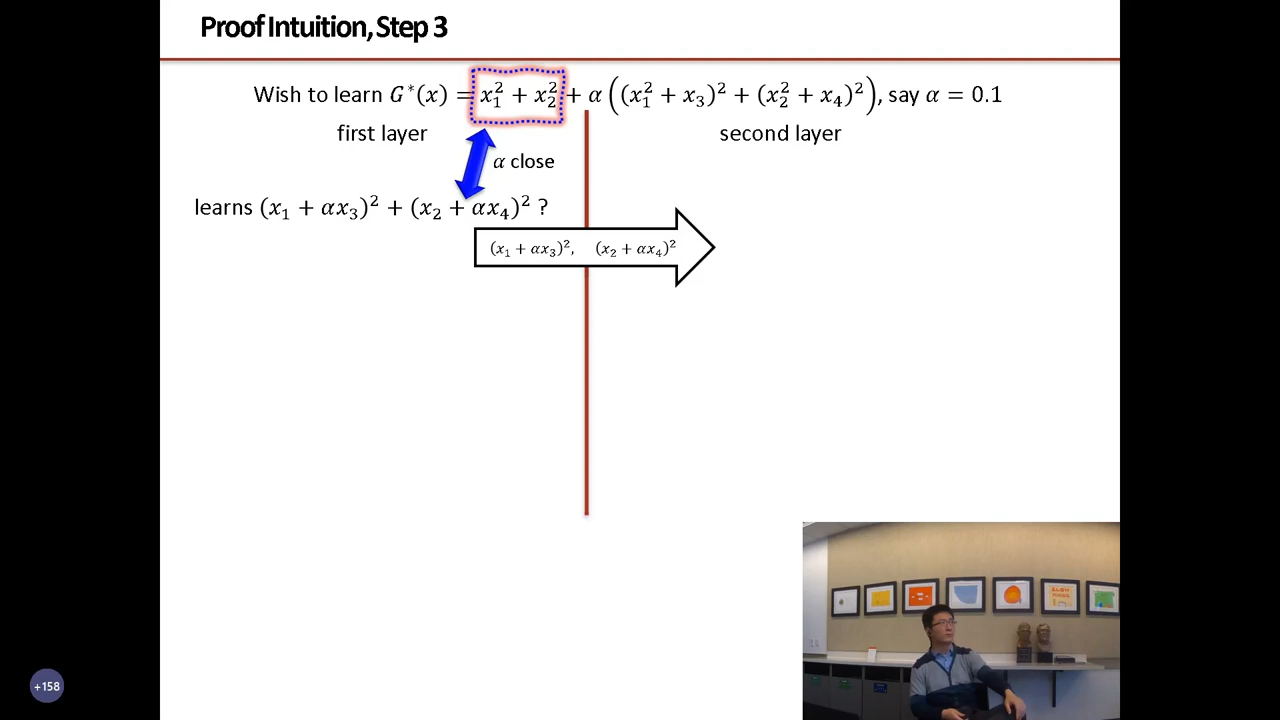 Proof Intuition, Step 3
Wish to learn G*(x) = x₁² + x₂² + α((x₁² + x₃)² + (x₂² + x₄)²), say α = 0.1
first layer
second layer
α close
learns (x₁ + αx₃)² + (x₂ + αx₄)² ?
(x₁ + αx₃)², (x₂ + αx₄)²
+158